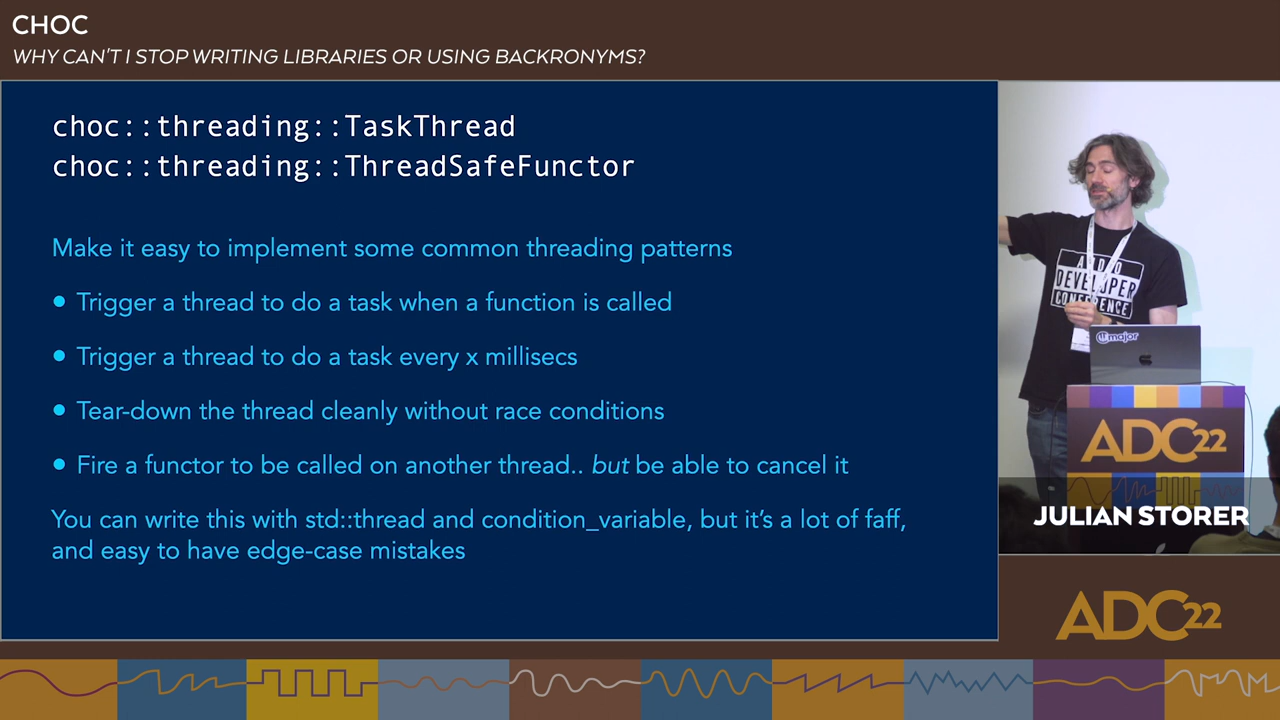 CHOC
WHY CAN'T I STOP WRITING LIBRARIES OR USING BACKRONYMS?
choc::threading::TaskThread
choc::threading::ThreadSafeFunctor
Make it easy to implement some common threading patterns
• Trigger a thread to do a task when a function is called
• Trigger a thread to do a task every x millisecs
• Tear-down the thread cleanly without race conditions
• Fire a functor to be called on another thread.. but be able to cancel it
You can write this with std::thread and condition_variable, but it's a lot of faff,
and easy to have edge-case mistakes
AUDIO
DEVELOPER
CONFERENCE
major
ADC22
JULIAN STORER
ADC22